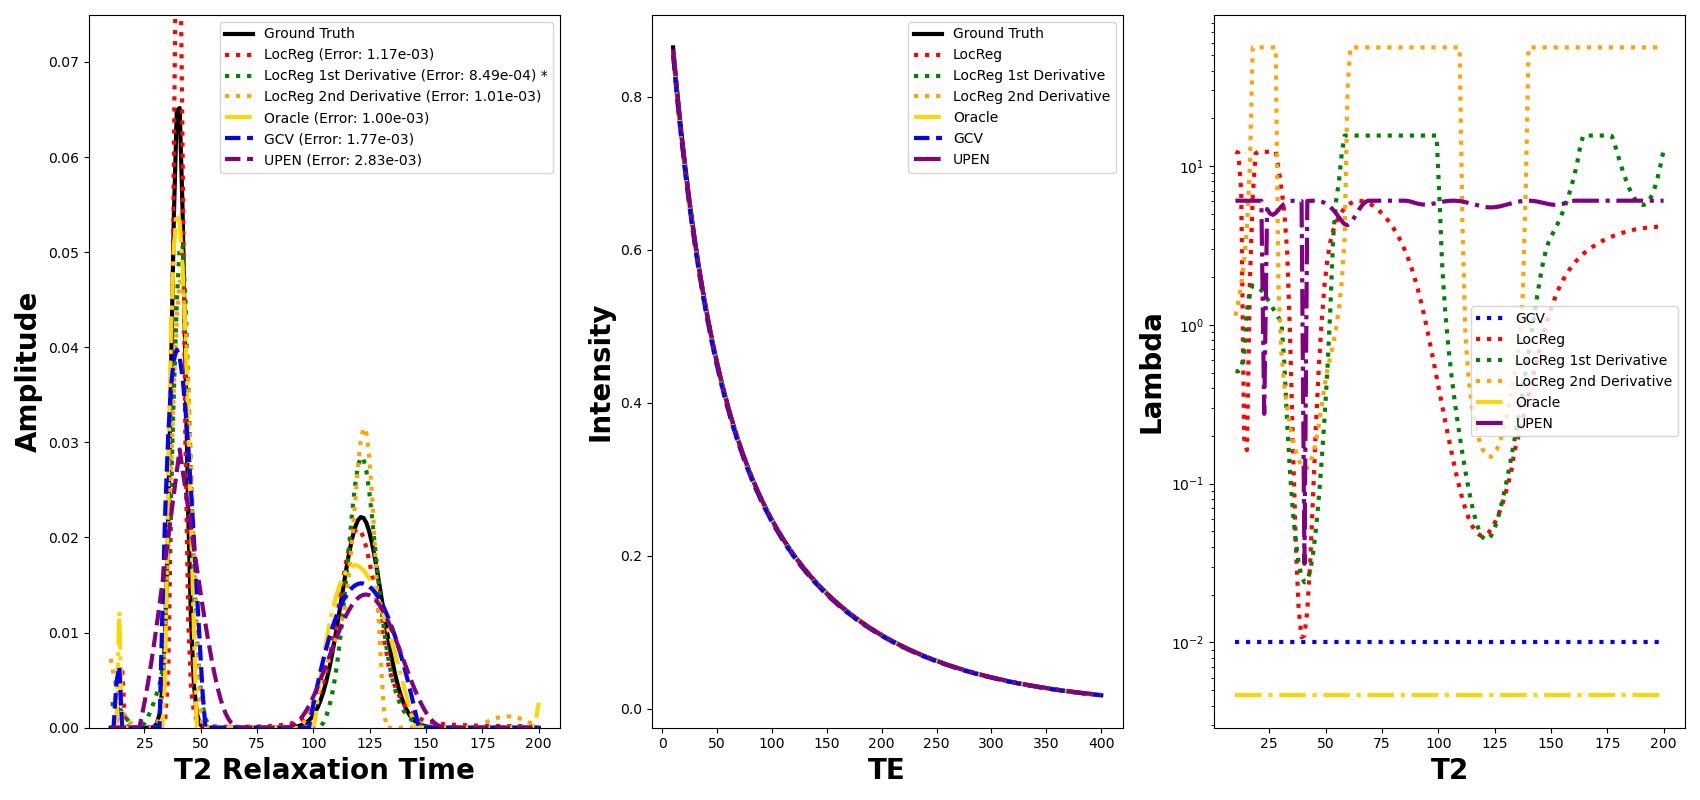 Amplitude
0.07
0.06
0.05
0.04
0.03
0.02
0.01
0.00
25 50 75 100 125 150 175 200
T2 Relaxation Time
Ground Truth
LocReg (Error: 1.17e-03)
LocReg 1st Derivative (Error: 8.49e-04) *
LocReg 2nd Derivative (Error: 1.01e-03)
Oracle (Error: 1.00e-03)
GCV (Error: 1.77e-03)
UPEN (Error: 2.83e-03)
Intensity
0.8
0.6
0.4
0.2
0.0
0 50 100 150 200 250 300 350 400
TE
Ground Truth
LocReg
LocReg 1st Derivative
LocReg 2nd Derivative
Oracle
GCV
UPEN
Lambda
10¹
10⁰
10⁻¹
10⁻²
25 50 75 100 125 150 175 200
T2
GCV
LocReg
LocReg 1st Derivative
LocReg 2nd Derivative
Oracle
UPEN